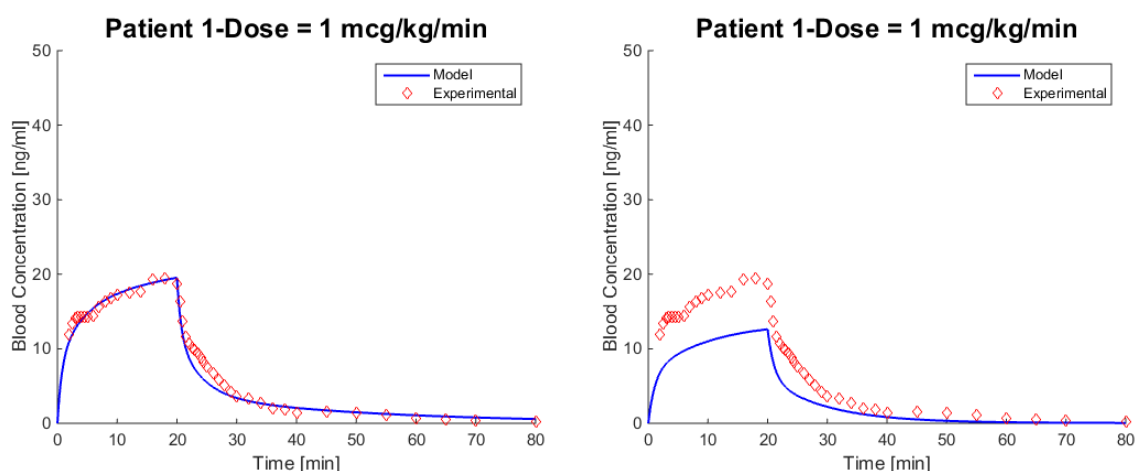 Patient 1-Dose = 1 mcg/kg/min
50
40
30
20
10
0
Blood Concentration [ng/ml]
Model
Experimental
0 10 20 30 40 50 60 70 80
Time [min]
Patient 1-Dose = 1 mcg/kg/min
50
40
30
20
10
0
Blood Concentration [ng/ml]
Model
Experimental
0 10 20 30 40 50 60 70 80
Time [min]